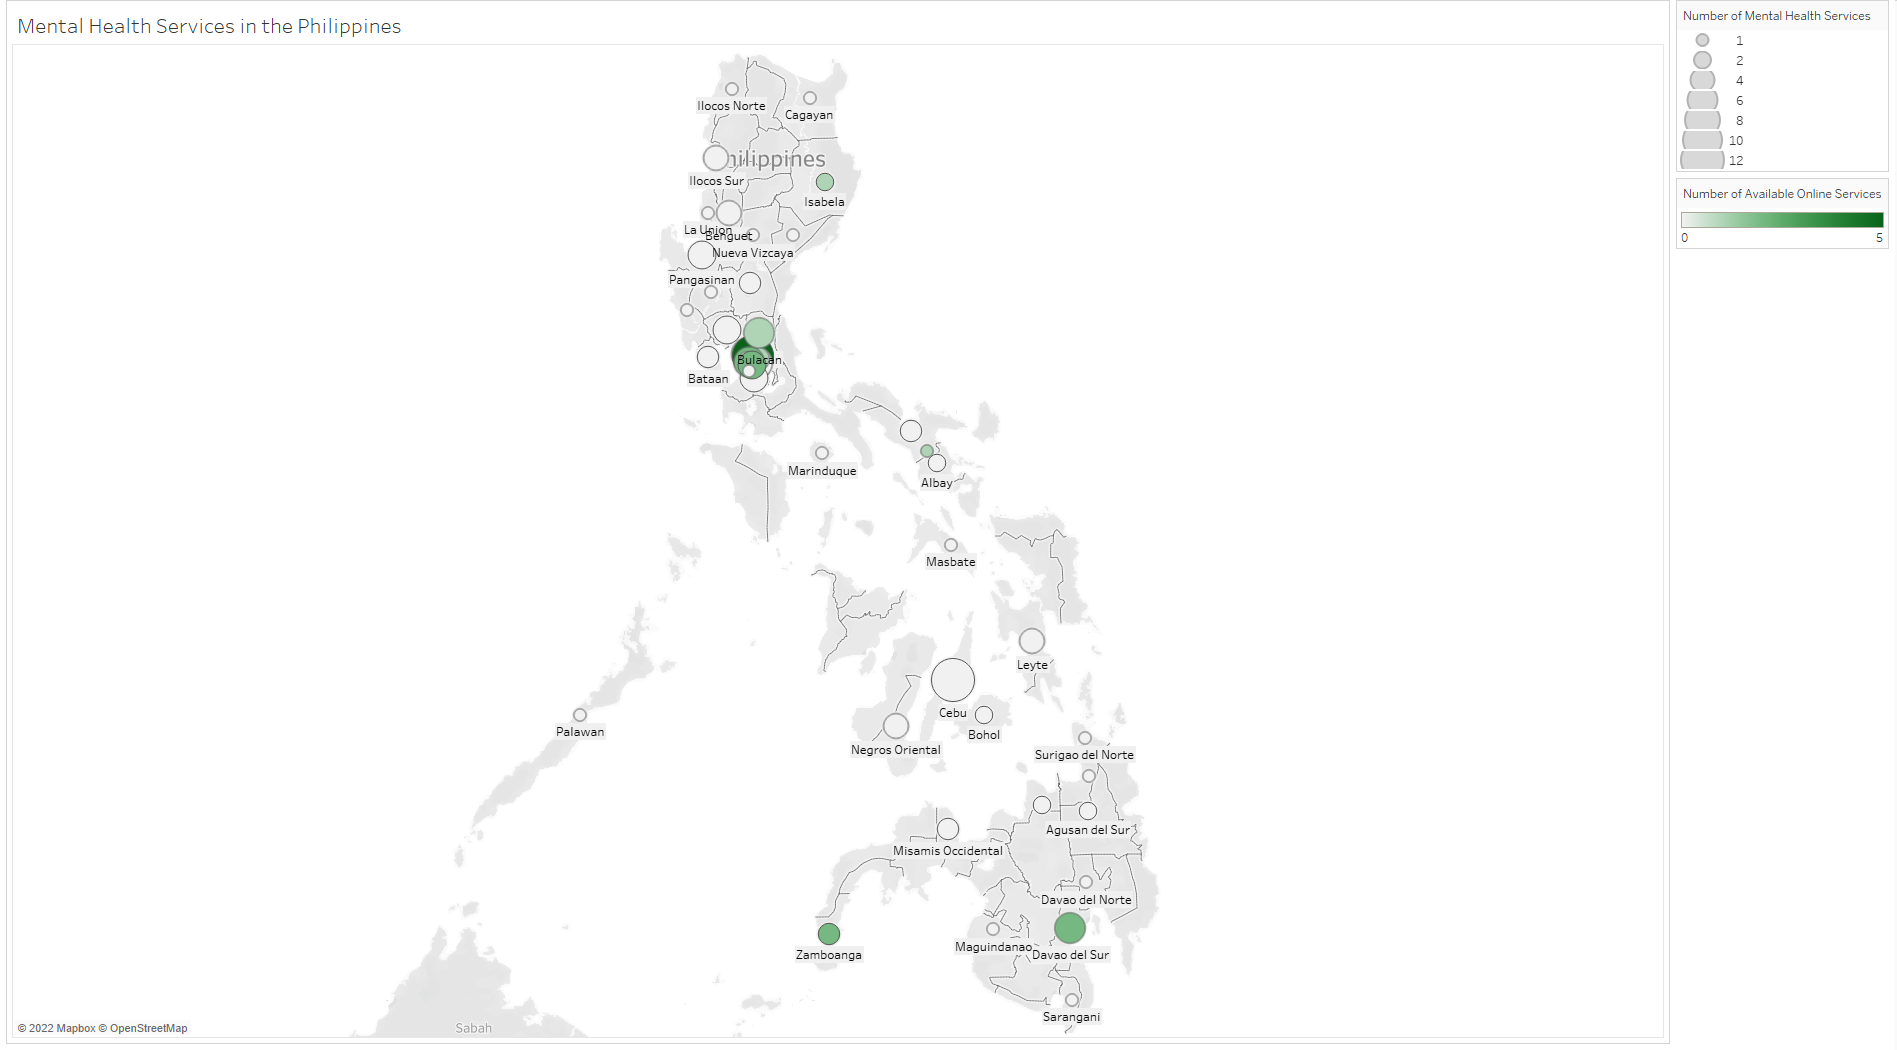 Mental Health Services in the Philippines
Number of Mental Health Services
1
2
4
6
8
10
12
Number of Available Online Services
0
5
Ilocos Norte
Cagayan
hilippines
Ilocos Sur
Isabela
La Union
Benguet
Nueva Vizcaya
Pangasinan
Bulacan
Bataan
Marinduque
Albay
Masbate
Leyte
Cebu
Palawan
Bohol
Negros Oriental
Surigao del Norte
Agusan del Sur
Misamis Occidental
Davao del Norte
Maguindanao
Davao del Sur
Zamboanga
Sarangani
© 2022 Mapbox © OpenStreetMap
Sabah